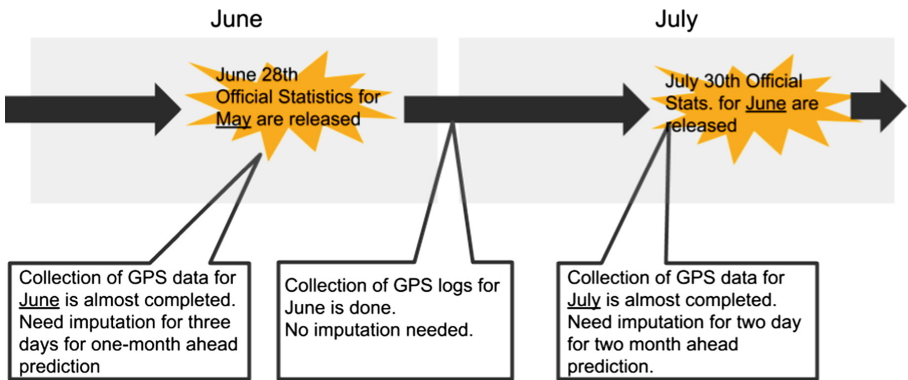 June
July
June 28th
Official Statistics for
May are released
July 30th Official
Stats. for June are
released
Collection of GPS data for
June is almost completed.
Need imputation for three
days for one-month ahead
prediction
Collection of GPS logs for
June is done.
No imputation needed.
Collection of GPS data for
July is almost completed.
Need imputation for two day
for two month ahead
prediction.